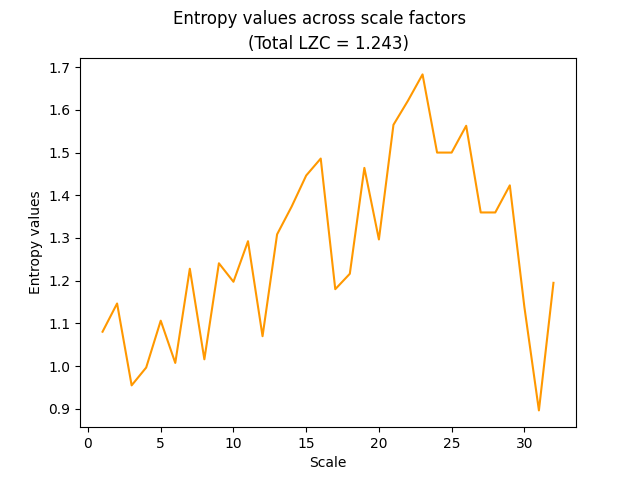 Entropy values across scale factors
(Total LZC = 1.243)
1.7
1.6
1.5
1.4
1.3
1.2
1.1
1.0
0.9
Entropy values
0 5 10 15 20 25 30
Scale